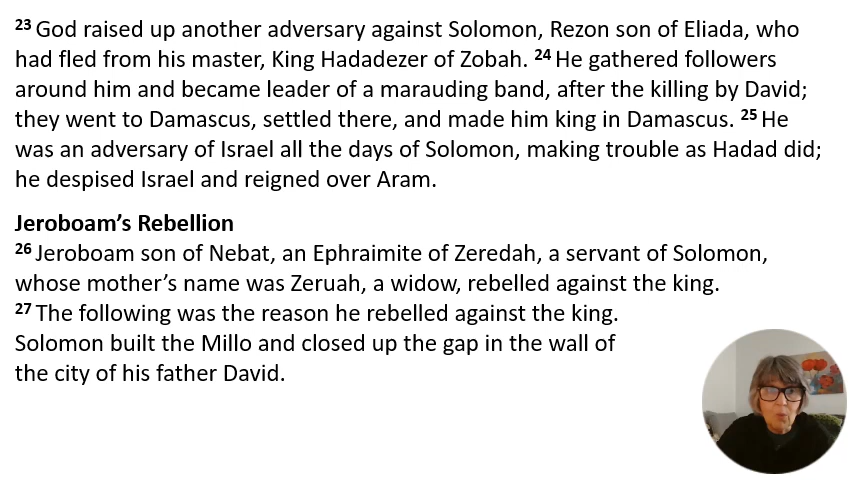 23 God raised up another adversary against Solomon, Rezon son of Eliada, who
had fled from his master, King Hadadezer of Zobah. 24 He gathered followers
around him and became leader of a marauding band, after the killing by David;
they went to Damascus, settled there, and made him king in Damascus. 25 He
was an adversary of Israel all the days of Solomon, making trouble as Hadad did;
he despised Israel and reigned over Aram.
Jeroboam’s Rebellion
26 Jeroboam son of Nebat, an Ephraimite of Zeredah, a servant of Solomon,
whose mother’s name was Zeruah, a widow, rebelled against the king.
27 The following was the reason he rebelled against the king.
Solomon built the Millo and closed up the gap in the wall of
the city of his father David.